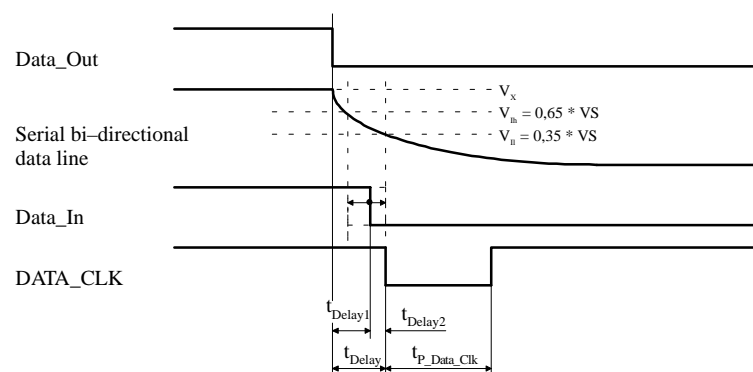 Data_Out
V_X
V_Ih = 0,65 * VS
V_Il = 0,35 * VS
Serial bi–directional
data line
Data_In
DATA_CLK
t_Delay1
t_Delay2
t_Delay
t_P_Data_Clk